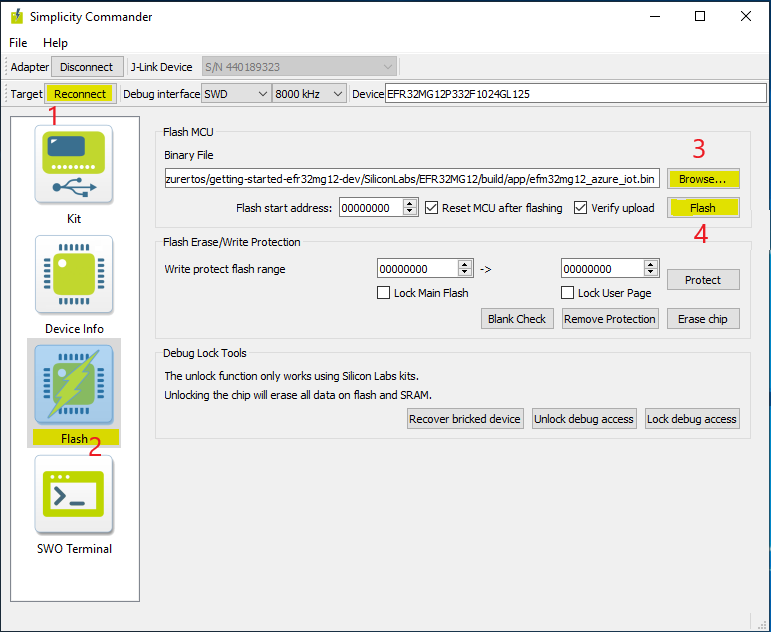 Simplicity Commander
File Help
Adapter Disconnect J-Link Device S/N 440189323
Target Reconnect Debug interface SWD 8000 kHz Device EFR32MG12P332F1024GL125
1
Kit
Device Info
Flash
2
SWO Terminal
Flash MCU
Binary File
3
zurertos/getting-started-efr32mg12-dev/SiliconLabs/EFR32MG12/build/app/efm32mg12_azure_iot.bin Browse...
Flash start address: 00000000 Reset MCU after flashing Verify upload Flash
4
Flash Erase/Write Protection
Write protect flash range 00000000 -> 00000000 Protect
Lock Main Flash Lock User Page
Blank Check Remove Protection Erase chip
Debug Lock Tools
The unlock function only works using Silicon Labs kits.
Unlocking the chip will erase all data on flash and SRAM.
Recover bricked device Unlock debug access Lock debug access